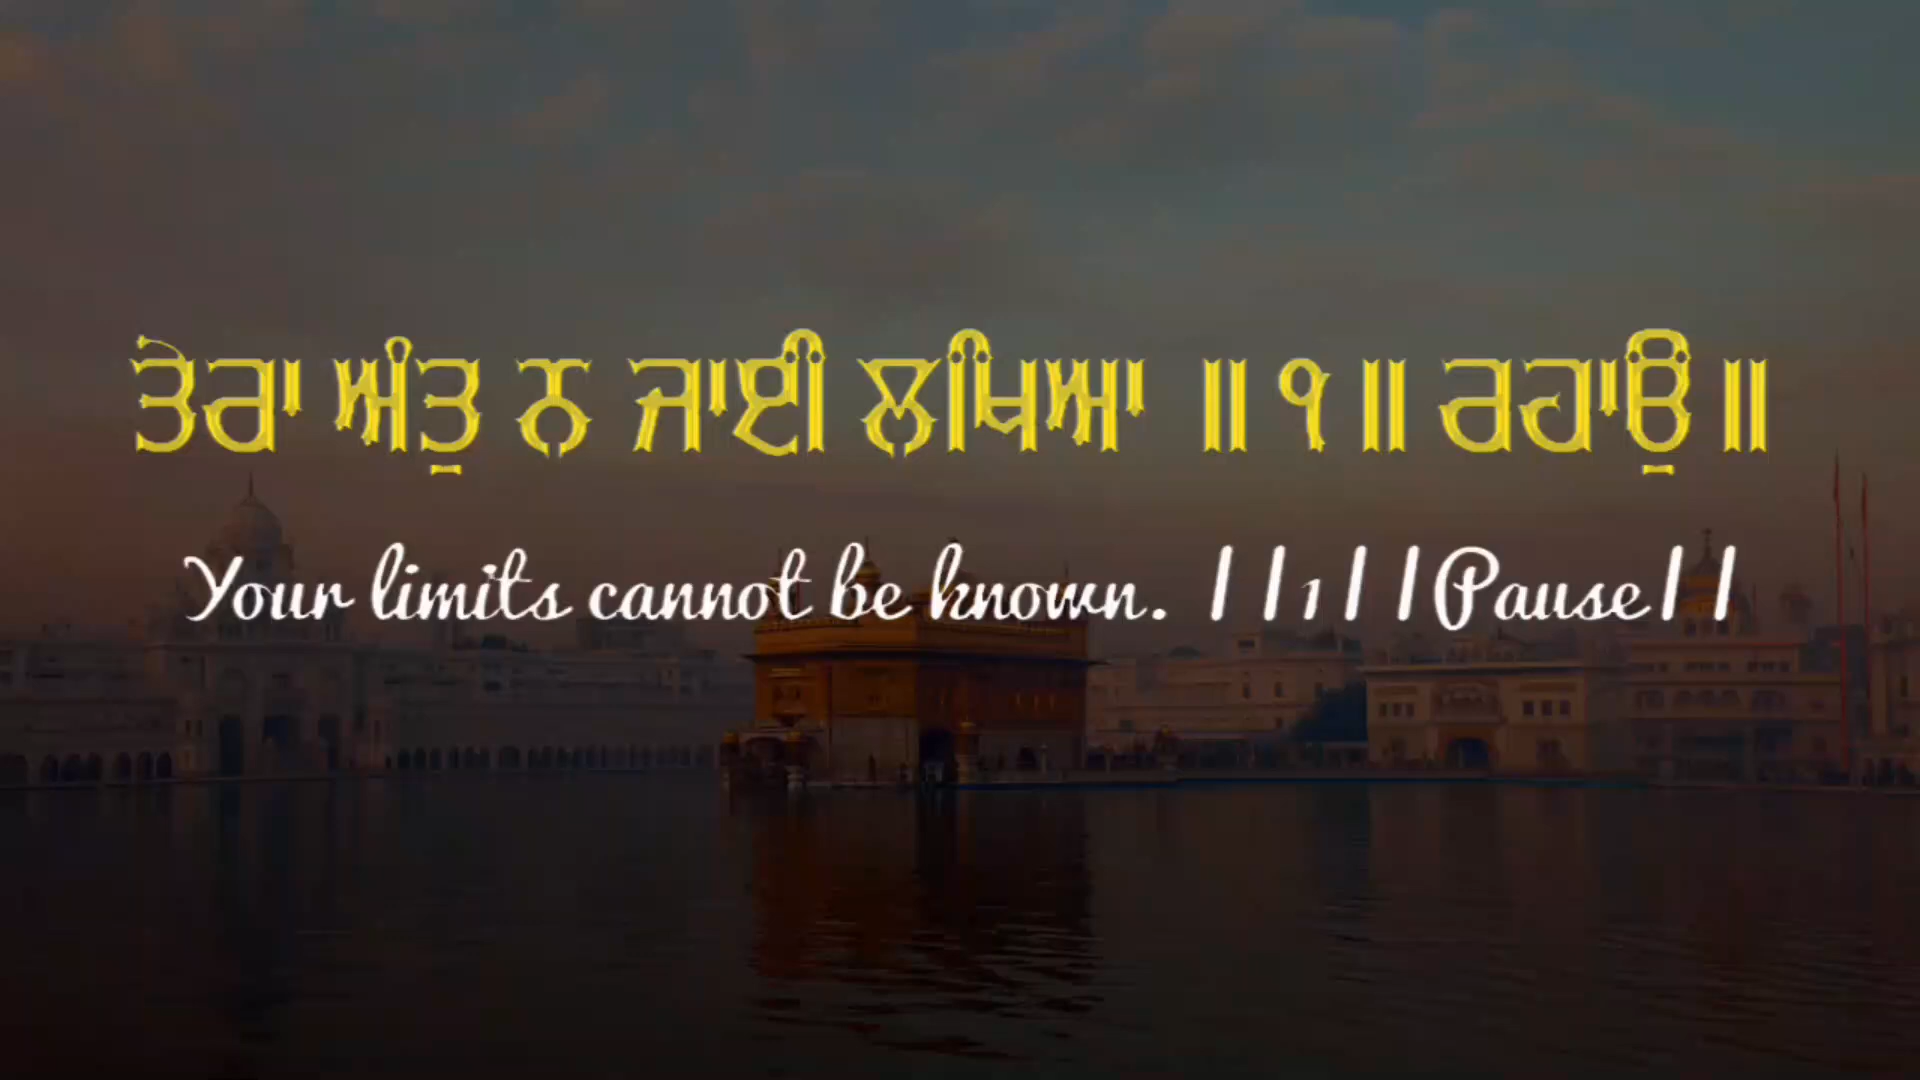 ਤੇਰਾ ਅੰਤੁ ਨ ਜਾਈ ਲਖਿਆ ॥੧॥ ਰਹਾਉ ॥
Your limits cannot be known. ||1||Pause||